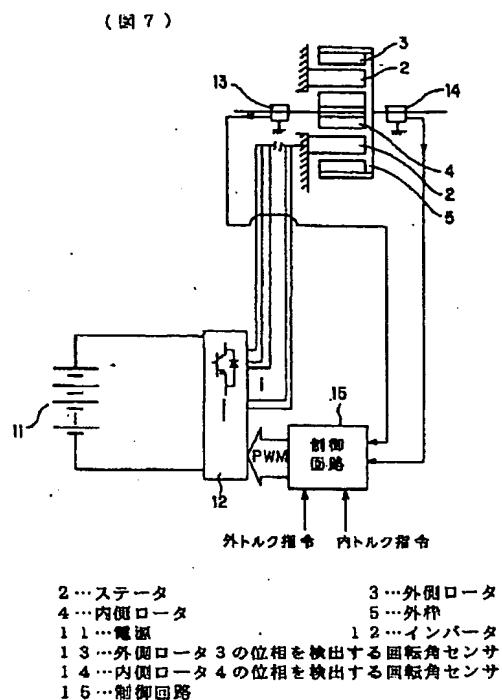 （図７）
3
2
13
14
4
2
5
15
11
制御
回路
PWM
12
外トルク指令 内トルク指令
２…ステータ ３…外側ロータ
４…内側ロータ ５…外枠
１１…電源 １２…インバータ
１３…外側ロータ３の位相を検出する回転角センサ
１４…内側ロータ４の位相を検出する回転角センサ
１５…制御回路